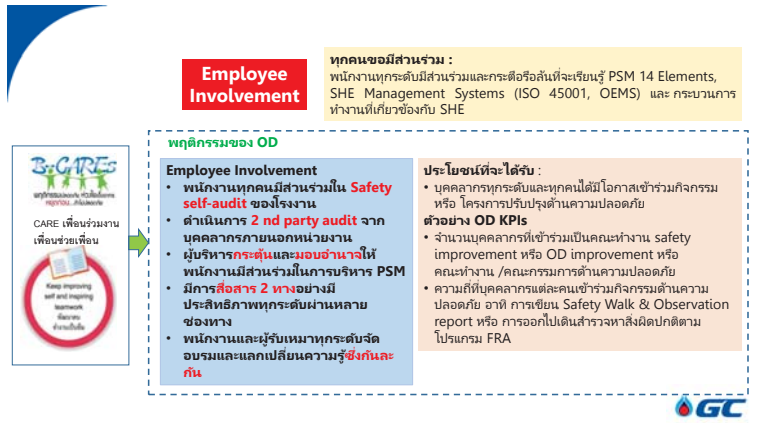 Employee
Involvement
ทุกคนขอมีส่วนร่วม :
พนักงานทุกระดับมีส่วนร่วมและกระตือรือล้นที่จะเรียนรู้ PSM 14 Elements,
SHE Management Systems (ISO 45001, OEMS) และ กระบวนการ
ทำงานที่เกี่ยวข้องกับ SHE
พฤติกรรมของ OD
B-CAREs
CARE เพื่อนร่วมงาน
เพื่อนช่วยเพื่อน
Keep improving
self and inspiring
teamwork
พัฒนาตน
ทำงานเป็นทีม
Employee Involvement
• พนักงานทุกคนมีส่วนร่วมใน Safety
self-audit ของโรงงาน
• ดำเนินการ 2 nd party audit จาก
บุคคลากรภายนอกหน่วยงาน
• ผู้บริหารกระตุ้นและมอบอำนาจให้
พนักงานมีส่วนร่วมในการบริหาร PSM
• มีการสื่อสาร 2 ทางอย่างมี
ประสิทธิภาพทุกระดับผ่านหลาย
ช่องทาง
• พนักงานและผู้รับเหมาทุกระดับจัด
อบรมและแลกเปลี่ยนความรู้ซึ่งกันละ
กัน
ประโยชน์ที่จะได้รับ :
• บุคคลากรทุกระดับและทุกคนได้มีโอกาสเข้าร่วมกิจกรรม
หรือ โครงการปรับปรุงด้านความปลอดภัย
ตัวอย่าง OD KPIs
• จำนวนบุคลากรที่เข้าร่วมเป็นคณะทำงาน safety
improvement หรือ OD improvement หรือ
คณะทำงาน /คณะกรรมการด้านความปลอดภัย
• ความถี่ที่บุคลากรแต่ละคนเข้าร่วมกิจกรรมด้านความ
ปลอดภัย อาทิ การเขียน Safety Walk & Observation
report หรือ การออกไปเดินสำรวจหาสิ่งผิดปกติตาม
โปรแกรม FRA
GC